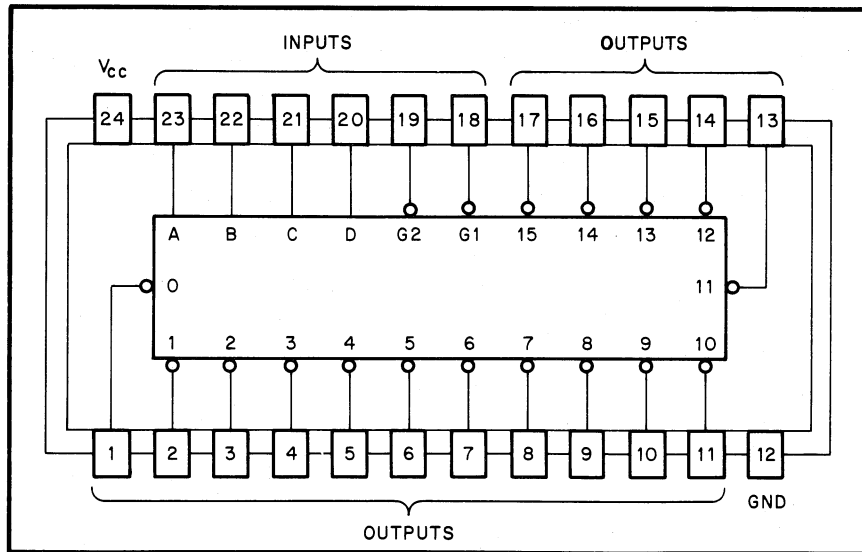 INPUTS OUTPUTS
VCC
24 23 22 21 20 19 18 17 16 15 14 13
A B C D G2 G1 15 14 13 12
0 11
1 2 3 4 5 6 7 8 9 10
1 2 3 4 5 6 7 8 9 10 11 12
GND
OUTPUTS